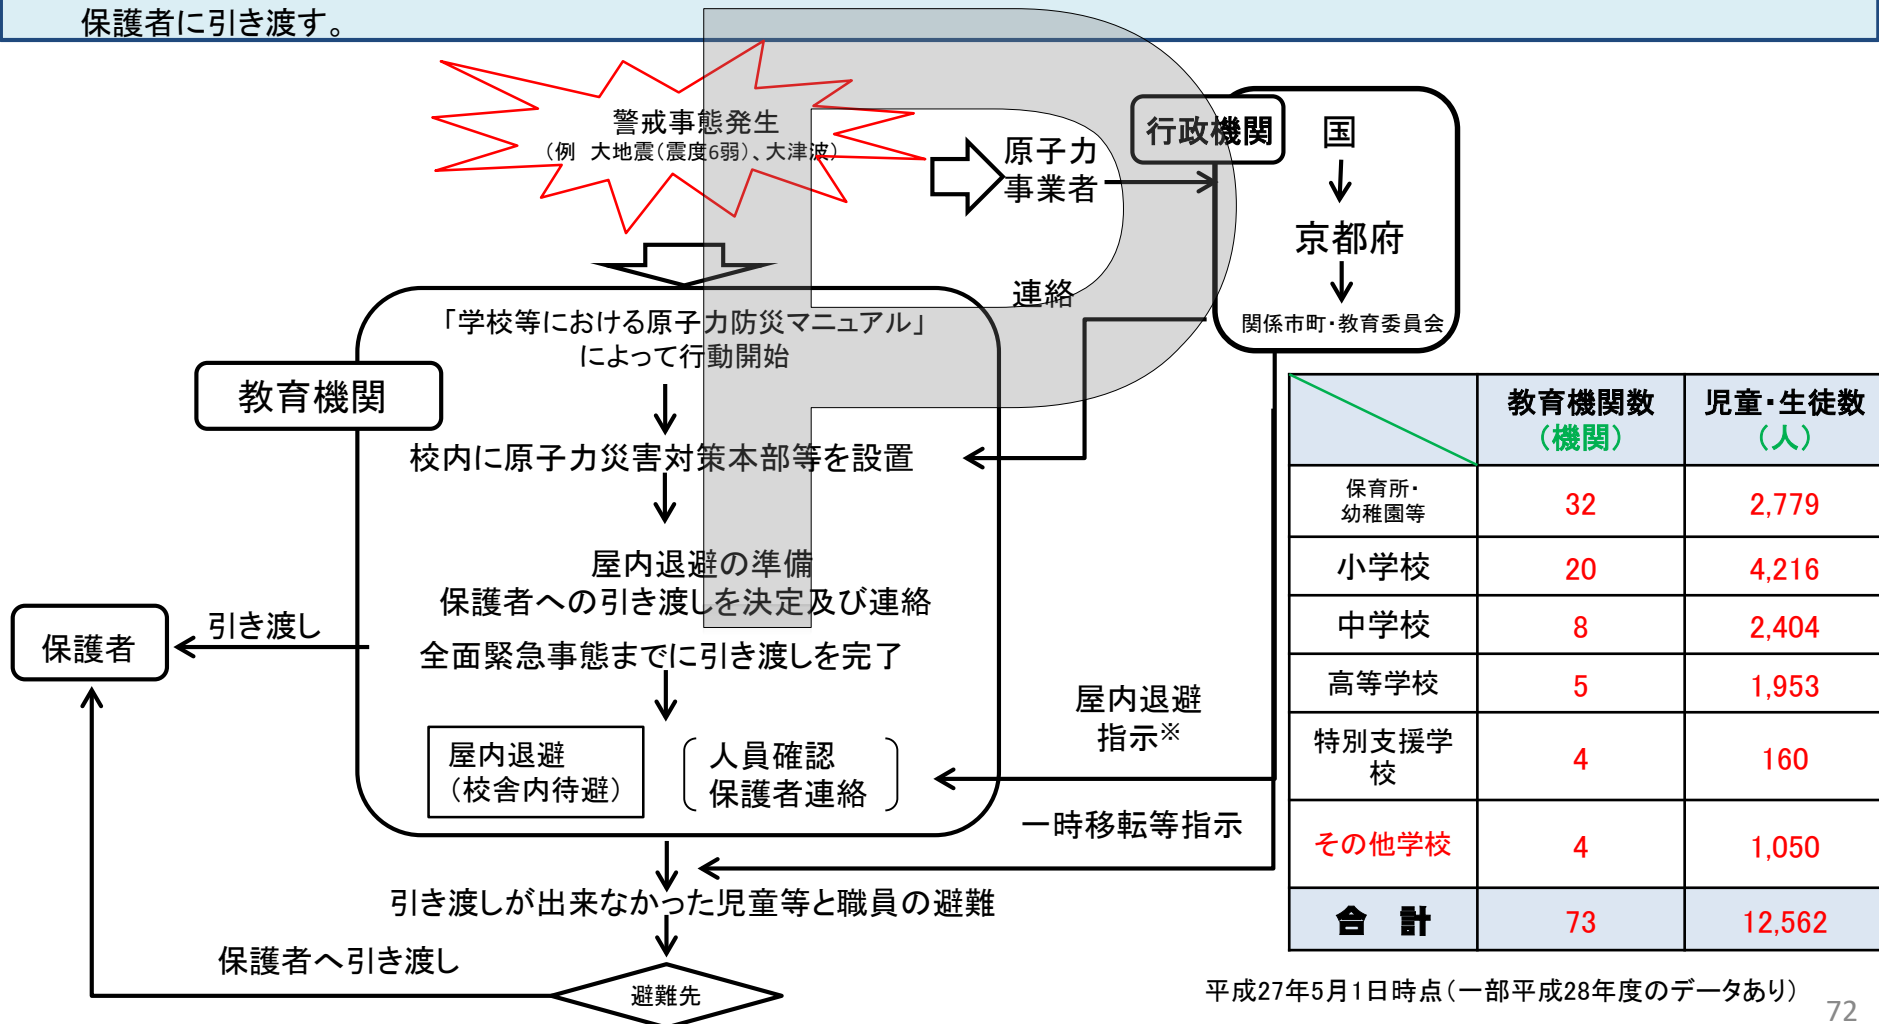 保護者に引き渡す。
警戒事態発生
（例　大地震（震度6弱）、大津波）
原子力
事業者
行政機関
国
京都府
関係市町・教育委員会
連絡
「学校等における原子力防災マニュアル」
によって行動開始
教育機関
校内に原子力災害対策本部等を設置
屋内退避の準備
保護者への引き渡しを決定及び連絡
全面緊急事態までに引き渡しを完了
引き渡し
保護者
屋内退避
（校舎内待避）
人員確認
保護者連絡
屋内退避
指示※
一時移転等指示
引き渡しが出来なかった児童等と職員の避難
保護者へ引き渡し
避難先
教育機関数
（機関）
児童・生徒数
（人）
保育所・
幼稚園等
32
2,779
小学校
20
4,216
中学校
8
2,404
高等学校
5
1,953
特別支援学
校
4
160
その他学校
4
1,050
合　計
73
12,562
平成27年5月1日時点（一部平成28年度のデータあり）
72